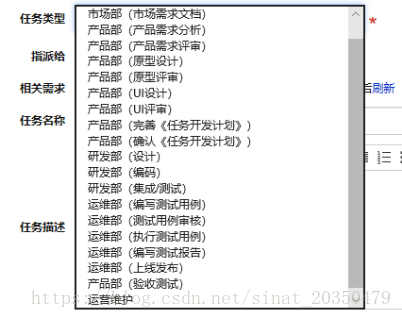 任务类型
市场部（市场需求文档）
*
产品部（产品需求分析）
产品部（产品需求评审）
指派给
产品部（原型设计）
产品部（原型评审）
相关需求
产品部（UI设计）
后刷新
产品部（UI评审）
任务名称
产品部（完善《任务开发计划》）
产品部（确认《任务开发计划》）
研发部（设计）
研发部（编码）
研发部（集成/测试）
运维部（编写测试用例）
任务描述
运维部（测试用例审核）
运维部（执行测试用例）
运维部（编写测试报告）
运维部（上线发布）
产品部（验收测试）
运营维护
https://blog.csdn.net/sinat_20359479